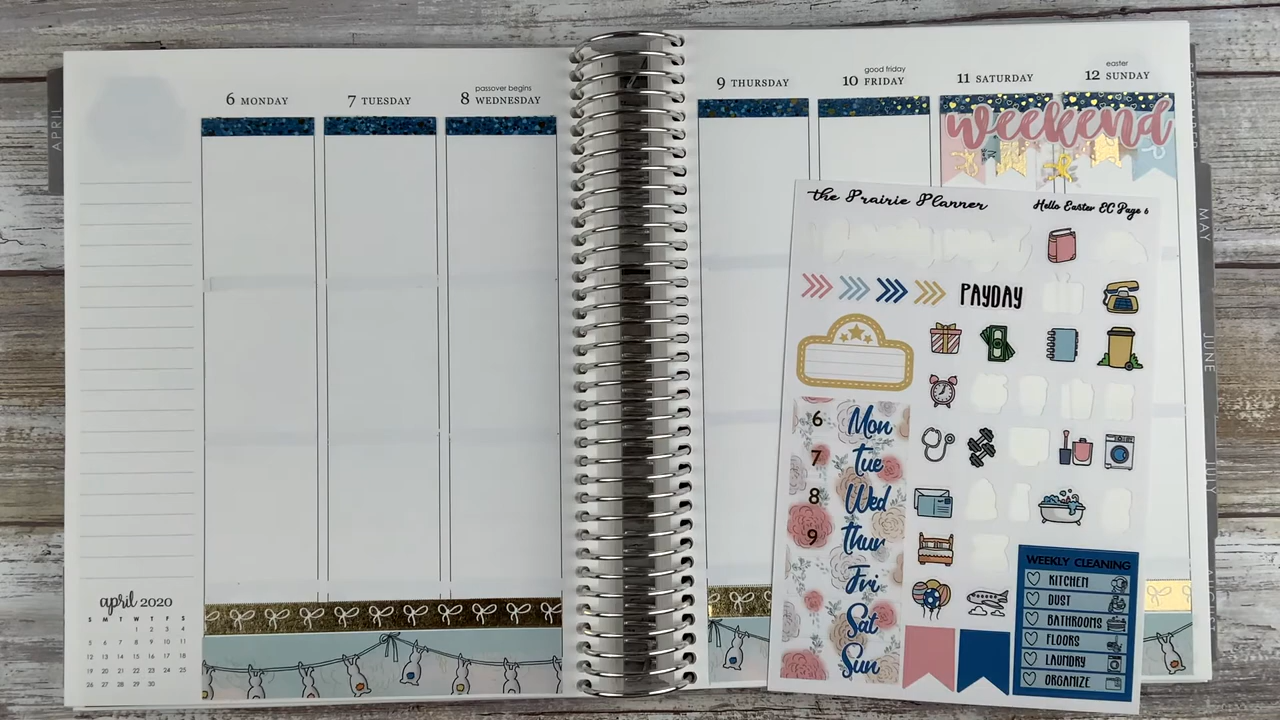 APRIL
6 MONDAY
7 TUESDAY
passover begins
8 WEDNESDAY
9 THURSDAY
good friday
10 FRIDAY
11 SATURDAY
easter
12 SUNDAY
weekend
the Prairie Planner
Hello Easter EC Page 6
PAYDAY
6 Mon
7 Tue
8 Wed
9 Thur
Fri
Sat
Sun
WEEKLY CLEANING
KITCHEN
DUST
BATHROOMS
FLOORS
LAUNDRY
ORGANIZE
april 2020
S M T W T F S
1 2 3 4
5 6 7 8 9 10 11
12 13 14 15 16 17 18
19 20 21 22 23 24 25
26 27 28 29 30
MAY
JUNE
JULY